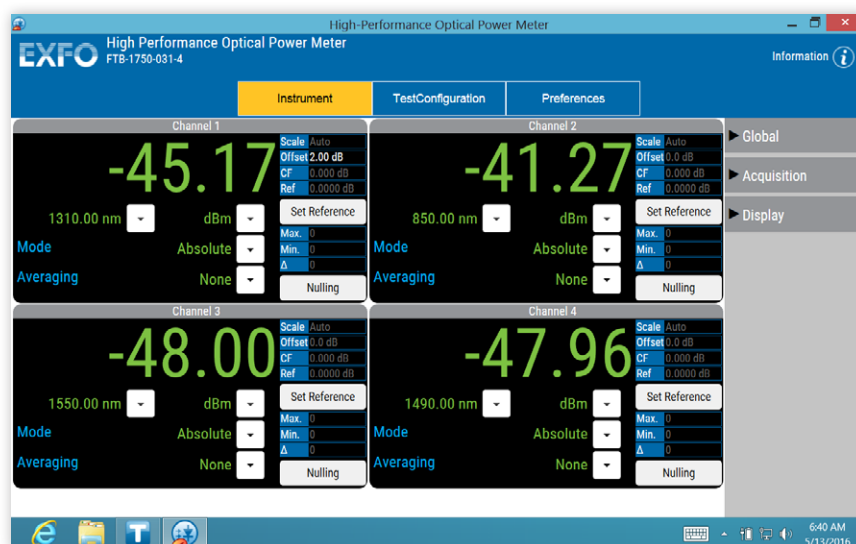 High-Performance Optical Power Meter
EXFO
High Performance Optical Power Meter
FTB-1750-031-4
Information
Instrument
TestConfiguration
Preferences
Channel 1
-45.17
Scale Auto
Offset 2.00 dB
CF 0.000 dB
Ref 0.0000 dB
1310.00 nm
dBm
Set Reference
Mode
Absolute
Max. 0
Min. 0
Δ 0
Averaging
None
Nulling
Channel 2
-41.27
Scale Auto
Offset 0.0 dB
CF 0.000 dB
Ref 0.0000 dB
850.00 nm
dBm
Set Reference
Mode
Absolute
Max. 0
Min. 0
Δ 0
Averaging
None
Nulling
Channel 3
-48.00
Scale Auto
Offset 0.0 dB
CF 0.000 dB
Ref 0.0000 dB
1550.00 nm
dBm
Set Reference
Mode
Absolute
Max. 0
Min. 0
Δ 0
Averaging
None
Nulling
Channel 4
-47.96
Scale Auto
Offset 0.0 dB
CF 0.000 dB
Ref 0.0000 dB
1490.00 nm
dBm
Set Reference
Mode
Absolute
Max. 0
Min. 0
Δ 0
Averaging
None
Nulling
Global
Acquisition
Display
T
6:40 AM
5/13/2016